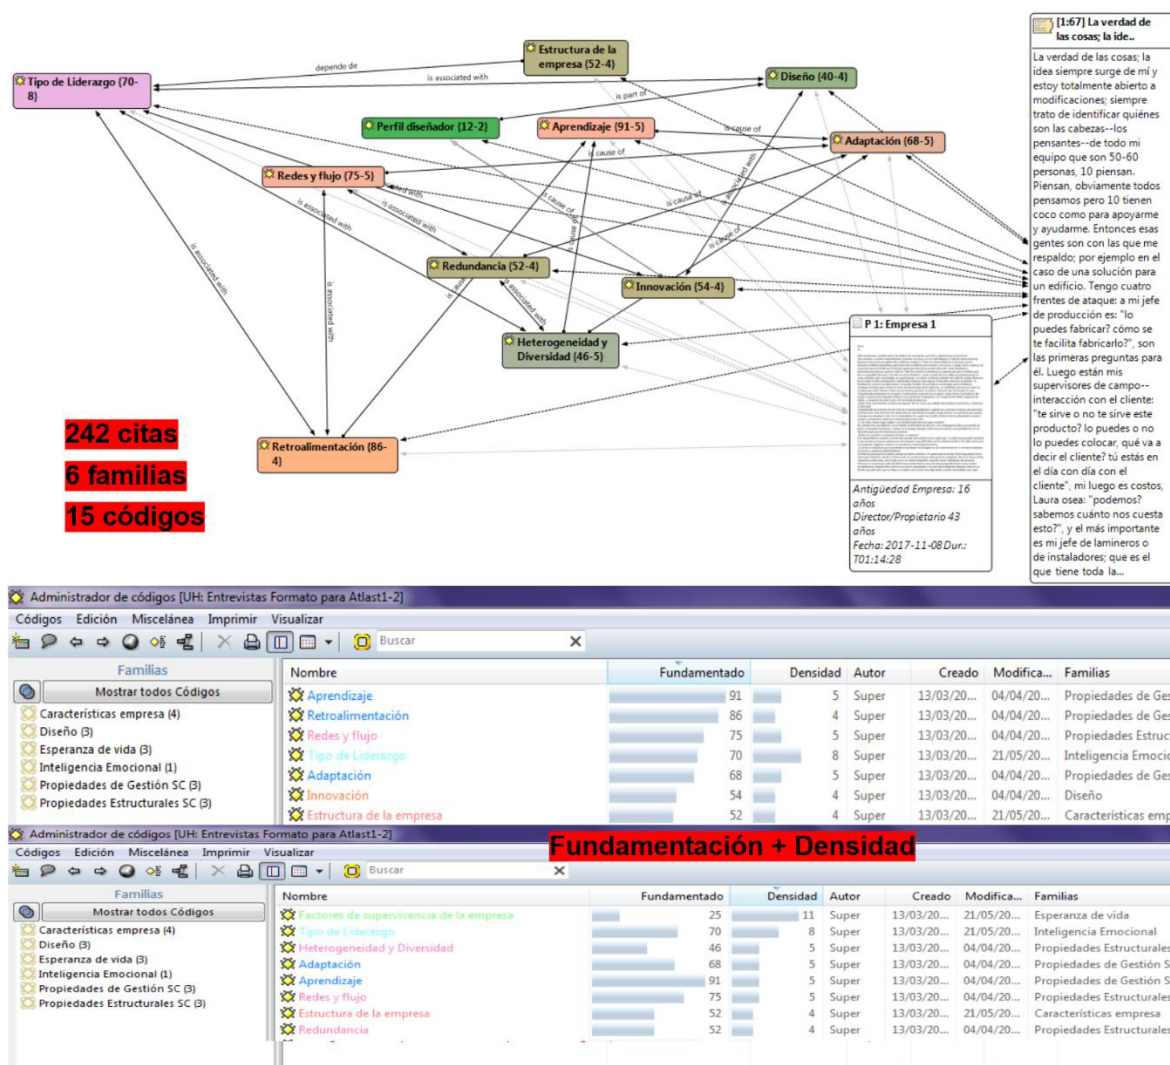 Estructura de la
empresa (52-4)
depende de
is associated with
Tipo de Liderazgo (70-
8)
Diseño (40-4)
is part of
Perfil diseñador (12-2)
Aprendizaje (91-5)
is cause of
Adaptación (68-5)
is cause of
Redes y flujo (75-5)
is associated with
is associated with
is associated with
is cause of
is cause of
is associated with
is cause of
is cause of
Redundancia (52-4)
Innovación (54-4)
is associated with
is associated with
is associated with
Heterogeneidad y
Diversidad (46-5)
Retroalimentación (86-
4)
242 citas
6 familias
15 códigos
P 1: Empresa 1
Antigüedad Empresa: 16
años
Director/Propietario 43
años
Fecha: 2017-11-08Dur.:
T01:14:28
[1:67] La verdad de
las cosas; la ide..
La verdad de las cosas; la
idea siempre surge de mí y
estoy totalmente abierto a
modificaciones; siempre
trato de identificar quiénes
son las cabezas--los
pensantes--de todo mi
equipo que son 50-60
personas, 10 piensan.
Piensan, obviamente todos
pensamos pero 10 tienen
coco como para apoyarme
y ayudarme. Entonces esas
gentes son con las que me
respaldo; por ejemplo en el
caso de una solución para
un edificio. Tengo cuatro
frentes de ataque: a mi jefe
de producción es: "lo
puedes fabricar? cómo se
te facilita fabricarlo?", son
las primeras preguntas para
él. Luego están mis
supervisores de campo--
interacción con el cliente:
"te sirve o no te sirve este
producto? lo puedes o no
lo puedes colocar, qué va a
decir el cliente? tú estás en
el día con día con el
cliente", mi luego es costos,
Laura osea: "podemos?
sabemos cuánto nos cuesta
esto?", y el más importante
es mi jefe de lamineros o
de instaladores; que es el
que tiene toda la...
Administrador de códigos [UH: Entrevistas Formato para Atlast1-2]
Códigos Edición Miscelánea Imprimir Visualizar
Buscar
Familias
Mostrar todos Códigos
Características empresa (4)
Diseño (3)
Esperanza de vida (3)
Inteligencia Emocional (1)
Propiedades de Gestión SC (3)
Propiedades Estructurales SC (3)
Nombre Fundamentado Densidad Autor Creado Modifica... Familias
Aprendizaje 91 5 Super 13/03/20... 04/04/20... Propiedades de Ges
Retroalimentación 86 4 Super 13/03/20... 04/04/20... Propiedades de Ges
Redes y flujo 75 5 Super 13/03/20... 04/04/20... Propiedades Estruct
Tipo de Liderazgo 70 8 Super 13/03/20... 21/05/20... Inteligencia Emocio
Adaptación 68 5 Super 13/03/20... 04/04/20... Propiedades de Ges
Innovación 54 4 Super 13/03/20... 04/04/20... Diseño
Estructura de la empresa 52 4 Super 13/03/20... 21/05/20... Características emp
Administrador de códigos [UH: Entrevistas Formato para Atlast1-2]
Fundamentación + Densidad
Códigos Edición Miscelánea Imprimir Visualizar
Buscar
Familias
Mostrar todos Códigos
Características empresa (4)
Diseño (3)
Esperanza de vida (3)
Inteligencia Emocional (1)
Propiedades de Gestión SC (3)
Propiedades Estructurales SC (3)
Nombre Fundamentado Densidad Autor Creado Modifica... Familias
Factores de supervivencia de la empresa 25 11 Super 13/03/20... 21/05/20... Esperanza de vida
Tipo de Liderazgo 70 8 Super 13/03/20... 21/05/20... Inteligencia Emocional
Heterogeneidad y Diversidad 46 5 Super 13/03/20... 04/04/20... Propiedades Estructurales
Adaptación 68 5 Super 13/03/20... 04/04/20... Propiedades de Gestión S
Aprendizaje 91 5 Super 13/03/20... 04/04/20... Propiedades de Gestión S
Redes y flujo 75 5 Super 13/03/20... 04/04/20... Propiedades Estructurales
Estructura de la empresa 52 4 Super 13/03/20... 21/05/20... Características empresa
Redundancia 52 4 Super 13/03/20... 04/04/20... Propiedades Estructurales